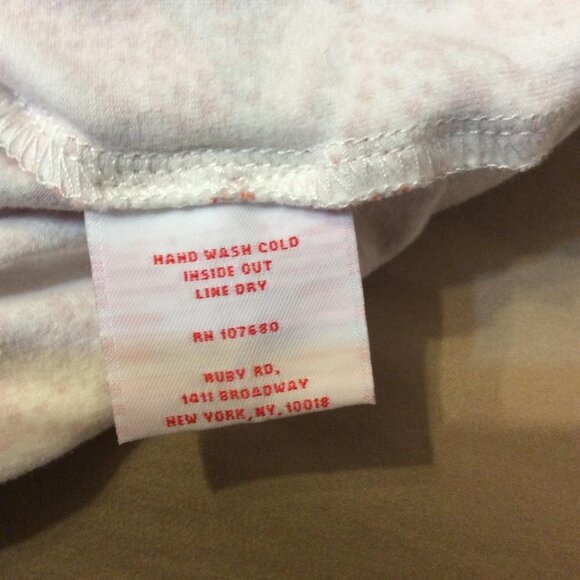 HAND WASH COLD
INSIDE OUT
LINE DRY
RN 107680
RUBY RD.
1411 BROADWAY
NEW YORK, NY, 10018